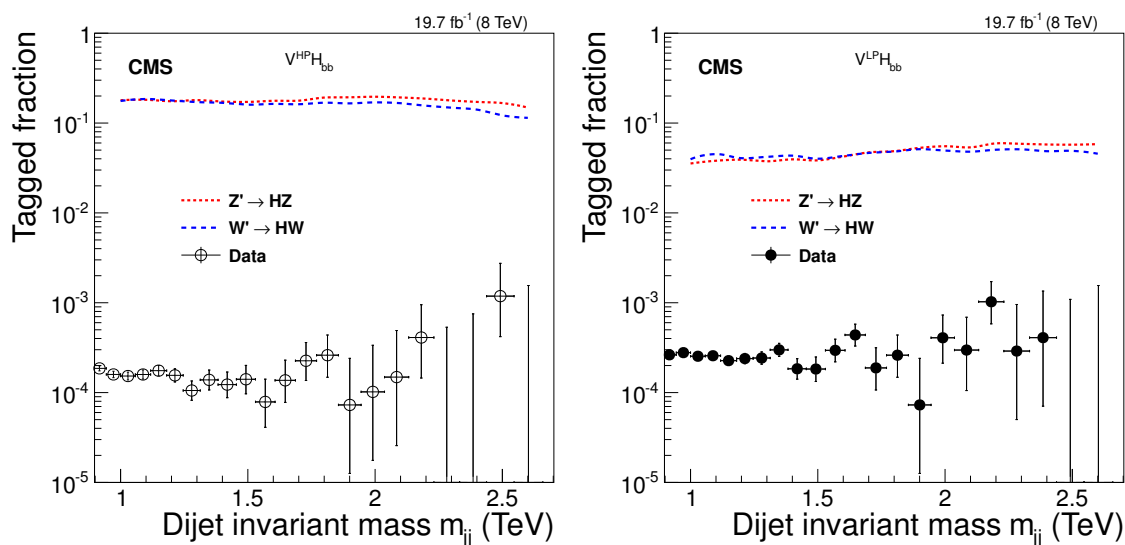 19.7 fb⁻¹ (8 TeV)
CMS
V^HP H_bb
Tagged fraction
1
10⁻¹
10⁻²
10⁻³
10⁻⁴
10⁻⁵
Z' → HZ
W' → HW
Data
1 1.5 2 2.5
Dijet invariant mass m_jj (TeV)
19.7 fb⁻¹ (8 TeV)
CMS
V^LP H_bb
Tagged fraction
1
10⁻¹
10⁻²
10⁻³
10⁻⁴
10⁻⁵
Z' → HZ
W' → HW
Data
1 1.5 2 2.5
Dijet invariant mass m_jj (TeV)